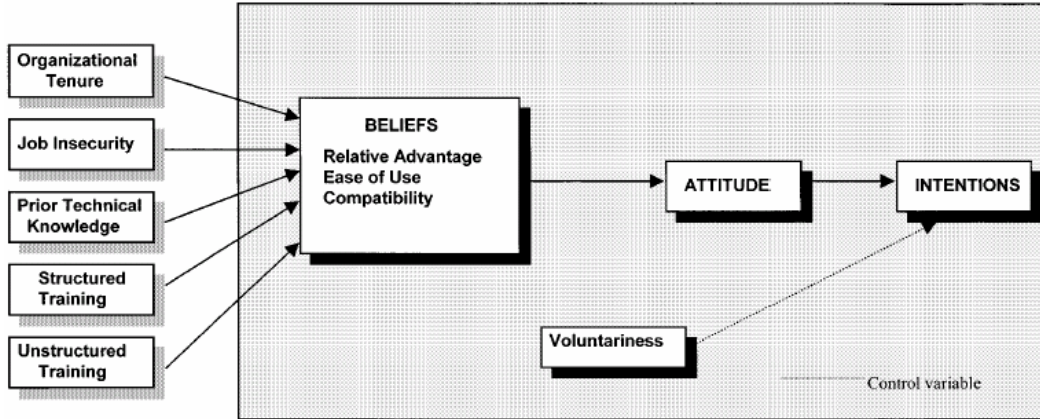 Organizational
Tenure
Job Insecurity
Prior Technical
Knowledge
Structured
Training
Unstructured
Training
BELIEFS
Relative Advantage
Ease of Use
Compatibility
ATTITUDE
INTENTIONS
Voluntariness
Control variable